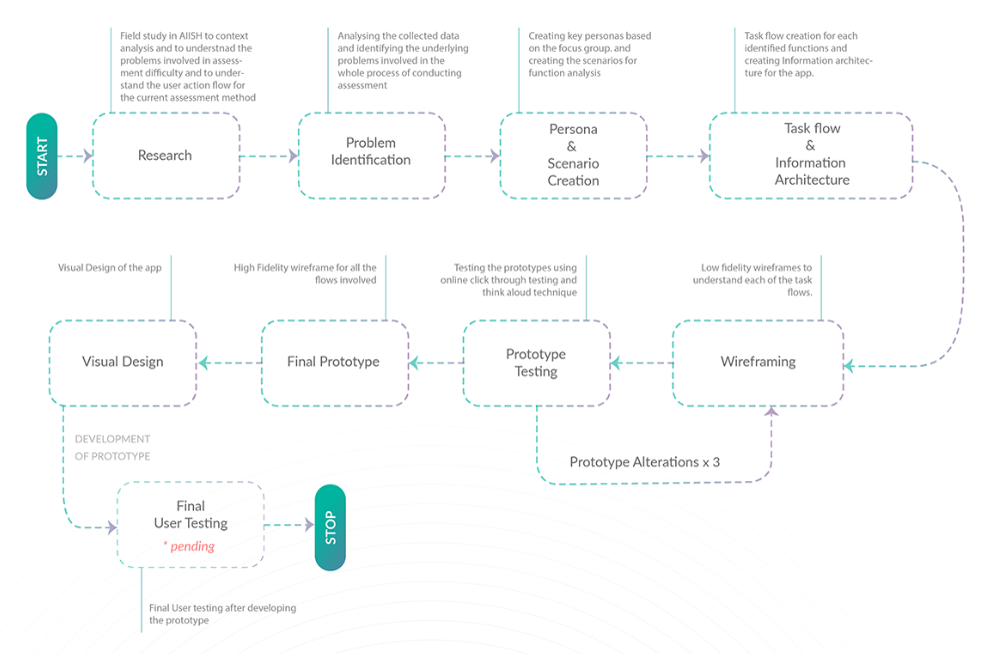 Field study in AIISH to context
analysis and to understnad the
problems involved in assess-
ment difficulty and to under-
stand the user action flow for
the current assessment method
Analysing the collected data
and identifying the underlying
problems involved in the
whole process of conducting
assessment
Creating key personas based
on the focus group, and
creating the scenarios for
function analysis
Task flow creation for each
identified functions and
creating Information architec-
ture for the app.
START
Research
Problem
Identification
Persona
&
Scenario
Creation
Task flow
&
Information
Architecture
Visual Design of the app
High Fidelity wireframe for all the
flows involved
Testing the prototypes using
online click through testing and
think aloud technique
Low fidelity wireframes to
understand each of the task
flows.
Visual Design
Final Prototype
Prototype
Testing
Wireframing
DEVELOPMENT
OF PROTOTYPE
Prototype Alterations x 3
Final
User Testing
* pending
STOP
Final User testing after developing
the prototype